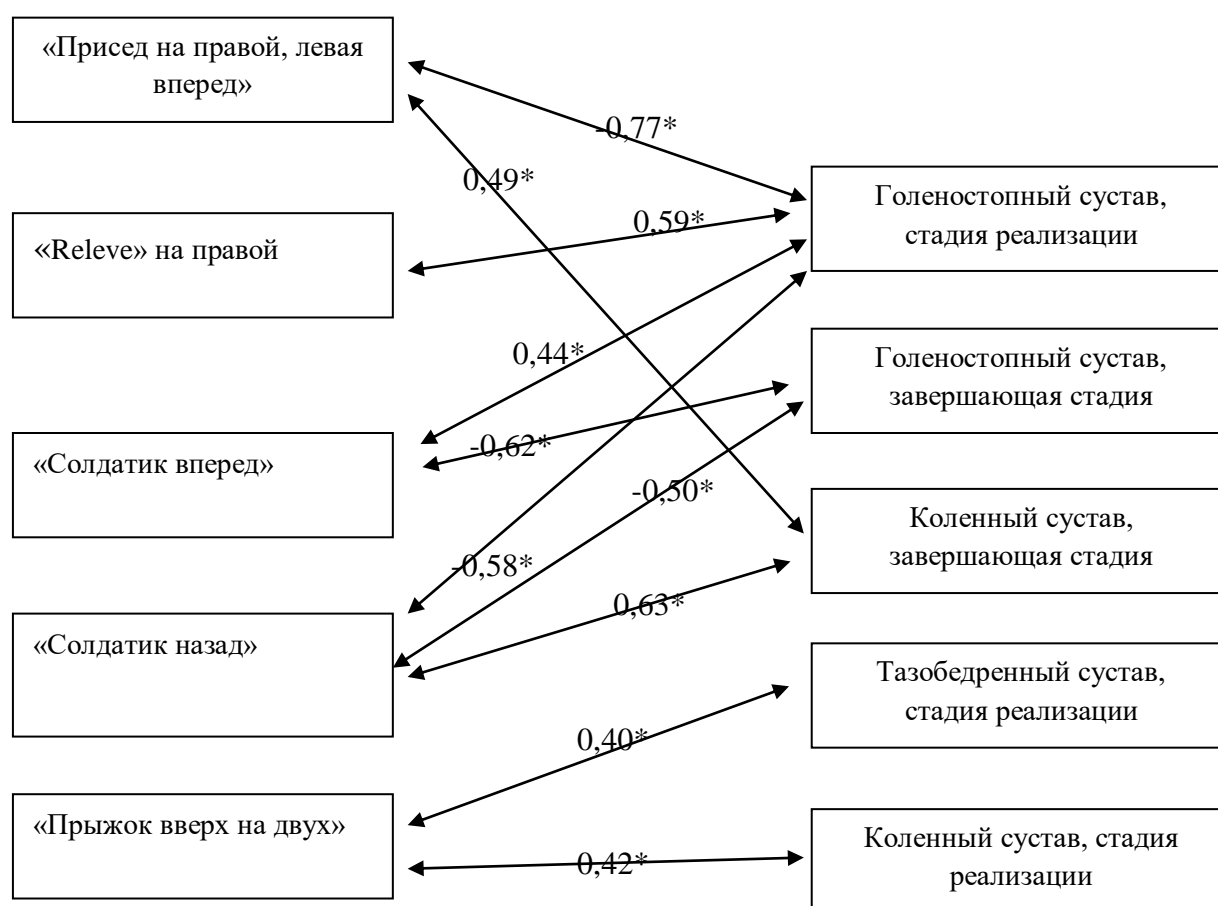 «Присед на правой, левая
вперед»
-0,77*
0,49*
Голеностопный сустав,
стадия реализации
«Releve» на правой
0,59*
0,44*
Голеностопный сустав,
завершающая стадия
«Солдатик вперед»
-0,62*
-0,50*
Коленный сустав,
завершающая стадия
-0,58*
0,63*
«Солдатик назад»
Тазобедренный сустав,
стадия реализации
0,40*
«Прыжок вверх на двух»
Коленный сустав, стадия
реализации
0,42*